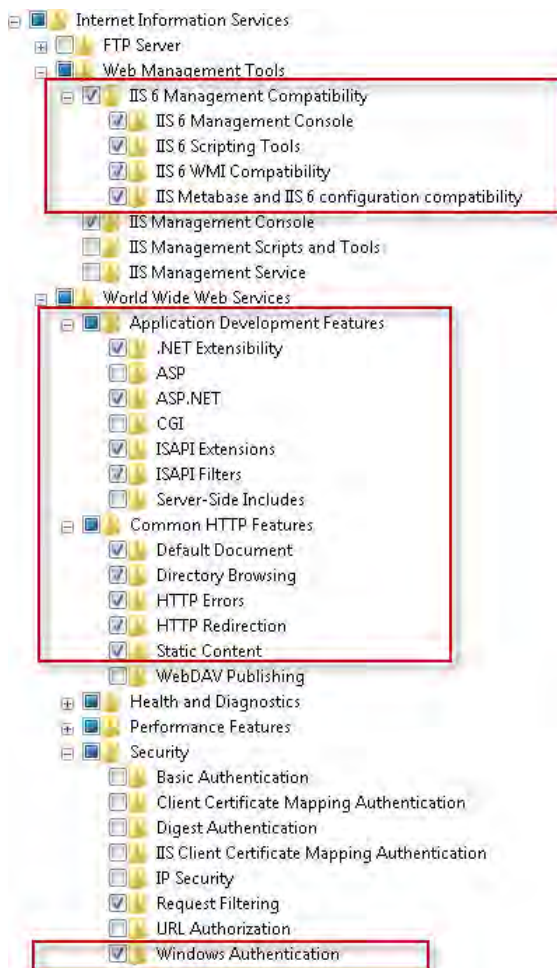 Internet Information Services
FTP Server
Web Management Tools
IIS 6 Management Compatibility
IIS 6 Management Console
IIS 6 Scripting Tools
IIS 6 WMI Compatibility
IIS Metabase and IIS 6 configuration compatibility
IIS Management Console
IIS Management Scripts and Tools
IIS Management Service
World Wide Web Services
Application Development Features
.NET Extensibility
ASP
ASP.NET
CGI
ISAPI Extensions
ISAPI Filters
Server-Side Includes
Common HTTP Features
Default Document
Directory Browsing
HTTP Errors
HTTP Redirection
Static Content
WebDAV Publishing
Health and Diagnostics
Performance Features
Security
Basic Authentication
Client Certificate Mapping Authentication
Digest Authentication
IIS Client Certificate Mapping Authentication
IP Security
Request Filtering
URL Authorization
Windows Authentication